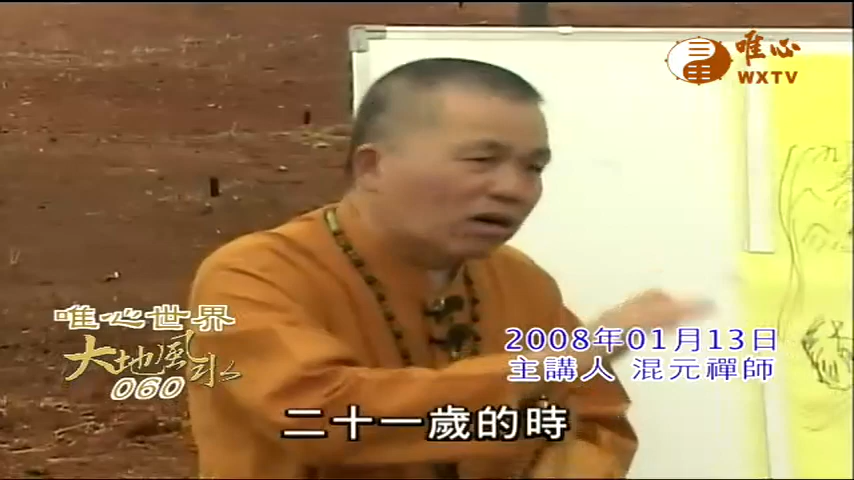 唯心
WXTV
唯心世界
大地風水
060
2008年01月13日
主講人 混元禪師
二十一歲的時